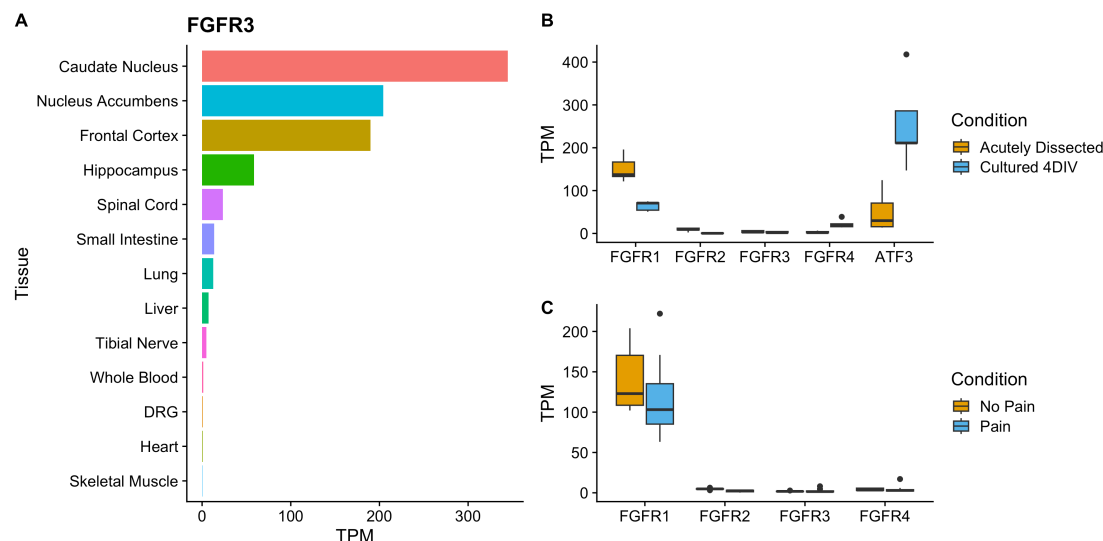 A
FGFR3
Tissue
Caudate Nucleus
Nucleus Accumbens
Frontal Cortex
Hippocampus
Spinal Cord
Small Intestine
Lung
Liver
Tibial Nerve
Whole Blood
DRG
Heart
Skeletal Muscle
0 100 200 300
TPM
B
TPM
400
300
200
100
0
FGFR1 FGFR2 FGFR3 FGFR4 ATF3
Condition
Acutely Dissected
Cultured 4DIV
C
TPM
200
150
100
50
0
FGFR1 FGFR2 FGFR3 FGFR4
Condition
No Pain
Pain